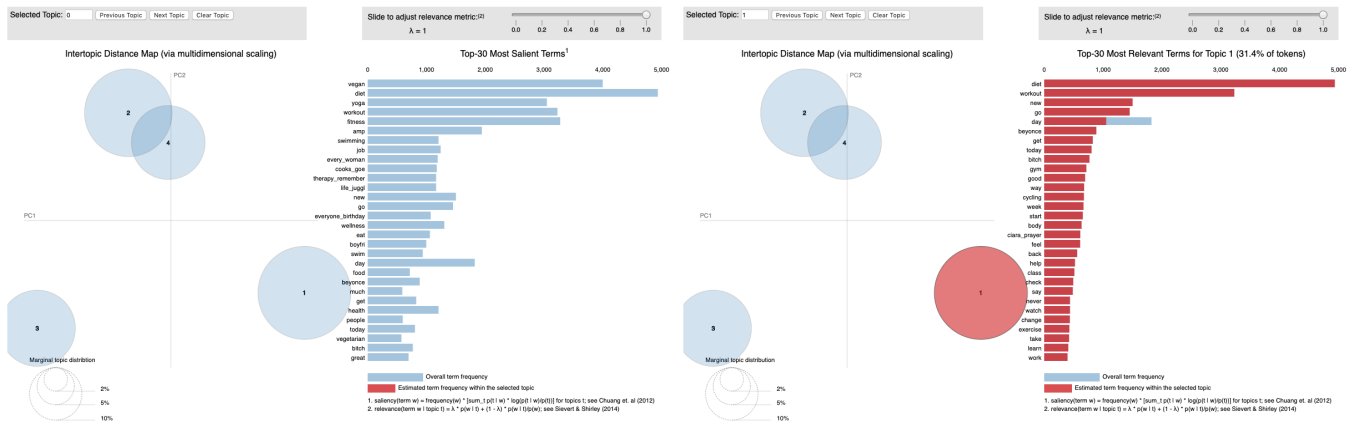 Selected Topic: 0 Previous Topic Next Topic Clear Topic
Slide to adjust relevance metric:(2)
λ = 1
0.0 0.2 0.4 0.6 0.8 1.0
Intertopic Distance Map (via multidimensional scaling)
PC2
PC1
2
4
1
3
Marginal topic distribtion
2%
5%
10%
Top-30 Most Salient Terms1
0 1,000 2,000 3,000 4,000 5,000
vegan
diet
yoga
workout
fitness
amp
swimming
job
every_woman
cooks_goe
therapy_remember
life_juggl
new
go
everyone_birthday
wellness
eat
boyfri
swim
day
food
beyonce
much
get
health
people
today
vegetarian
bitch
great
Overall term frequency
Estimated term frequency within the selected topic
1. saliency(term w) = frequency(w) * [sum_t p(t | w) * log(p(t | w)/p(t))] for topics t; see Chuang et. al (2012)
2. relevance(term w | topic t) = λ * p(w | t) + (1 - λ) * p(w | t)/p(w); see Sievert & Shirley (2014)
Selected Topic: 1 Previous Topic Next Topic Clear Topic
Slide to adjust relevance metric:(2)
λ = 1
0.0 0.2 0.4 0.6 0.8 1.0
Intertopic Distance Map (via multidimensional scaling)
PC2
PC1
2
4
1
3
Marginal topic distribution
2%
5%
10%
Top-30 Most Relevant Terms for Topic 1 (31.4% of tokens)
0 1,000 2,000 3,000 4,000 5,000
diet
workout
new
go
day
beyonce
get
today
bitch
gym
good
way
cycling
week
start
body
ciara_prayer
feel
back
help
class
check
say
never
watch
change
exercise
take
learn
work
Overall term frequency
Estimated term frequency within the selected topic
1. saliency(term w) = frequency(w) * [sum_t p(t | w) * log(p(t | w)/p(t))] for topics t; see Chuang et. al (2012)
2. relevance(term w | topic t) = λ * p(w | t) + (1 - λ) * p(w | t)/p(w); see Sievert & Shirley (2014)